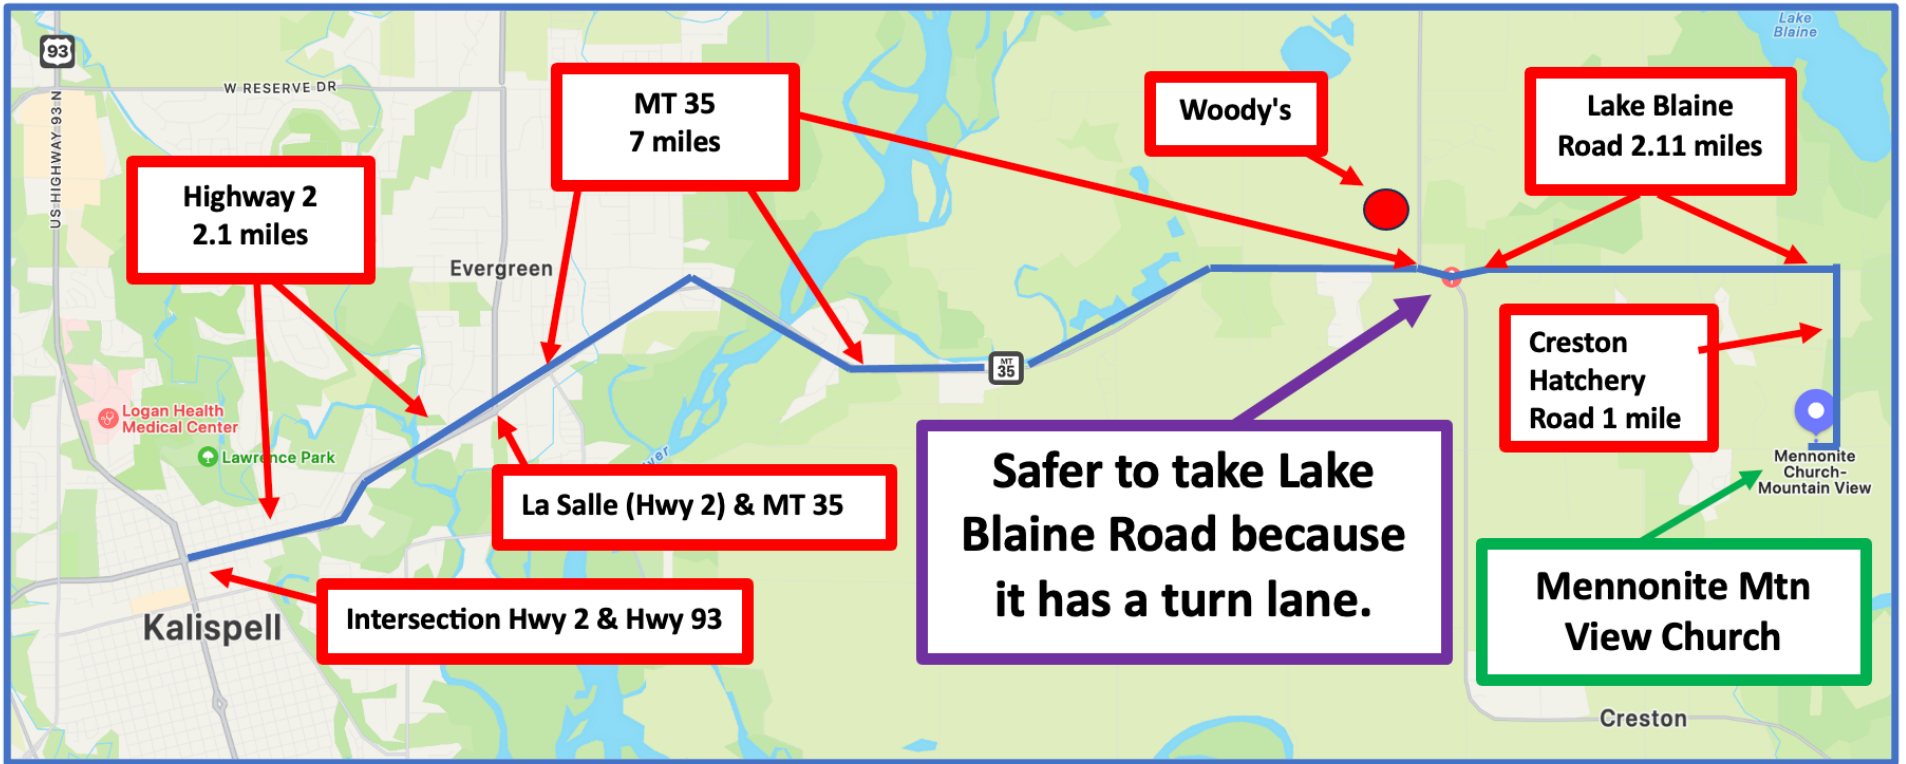 93
W RESERVE DR
US HIGHWAY 93 N
Lake
Blaine
MT 35
7 miles
Woody's
Lake Blaine
Road 2.11 miles
Highway 2
2.1 miles
Evergreen
MT
35
Creston
Hatchery
Road 1 mile
Logan Health
Medical Center
Lawrence Park
La Salle (Hwy 2) & MT 35
Safer to take Lake
Blaine Road because
it has a turn lane.
Mennonite
Church-
Mountain View
Intersection Hwy 2 & Hwy 93
Kalispell
Mennonite Mtn
View Church
Creston